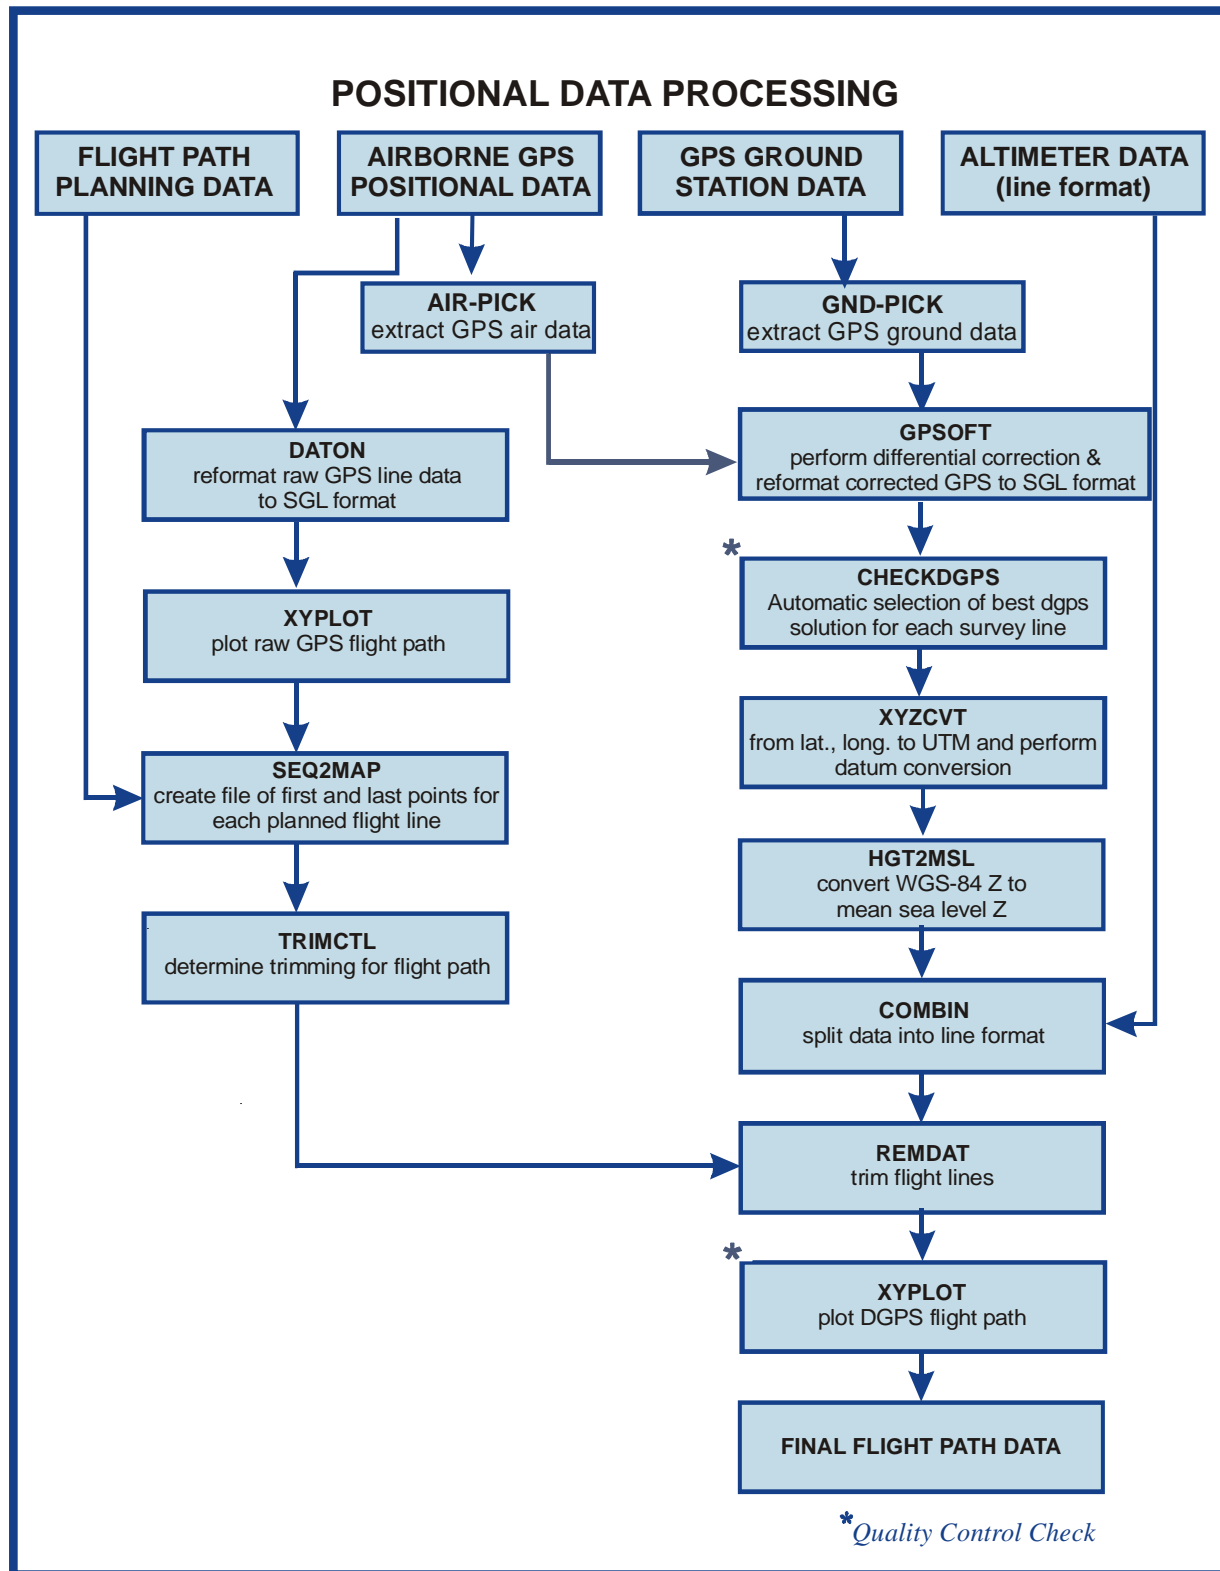 POSITIONAL DATA PROCESSING
FLIGHT PATH
PLANNING DATA
AIRBORNE GPS
POSITIONAL DATA
GPS GROUND
STATION DATA
ALTIMETER DATA
(line format)
AIR-PICK
extract GPS air data
GND-PICK
extract GPS ground data
DATON
reformat raw GPS line data
to SGL format
GPSOFT
perform differential correction &
reformat corrected GPS to SGL format
*
CHECKDGPS
Automatic selection of best dgps
solution for each survey line
XYPLOT
plot raw GPS flight path
XYZCVT
from lat., long. to UTM and perform
datum conversion
SEQ2MAP
create file of first and last points for
each planned flight line
HGT2MSL
convert WGS-84 Z to
mean sea level Z
TRIMCTL
determine trimming for flight path
COMBIN
split data into line format
REMDAT
trim flight lines
*
XYPLOT
plot DGPS flight path
FINAL FLIGHT PATH DATA
*Quality Control Check